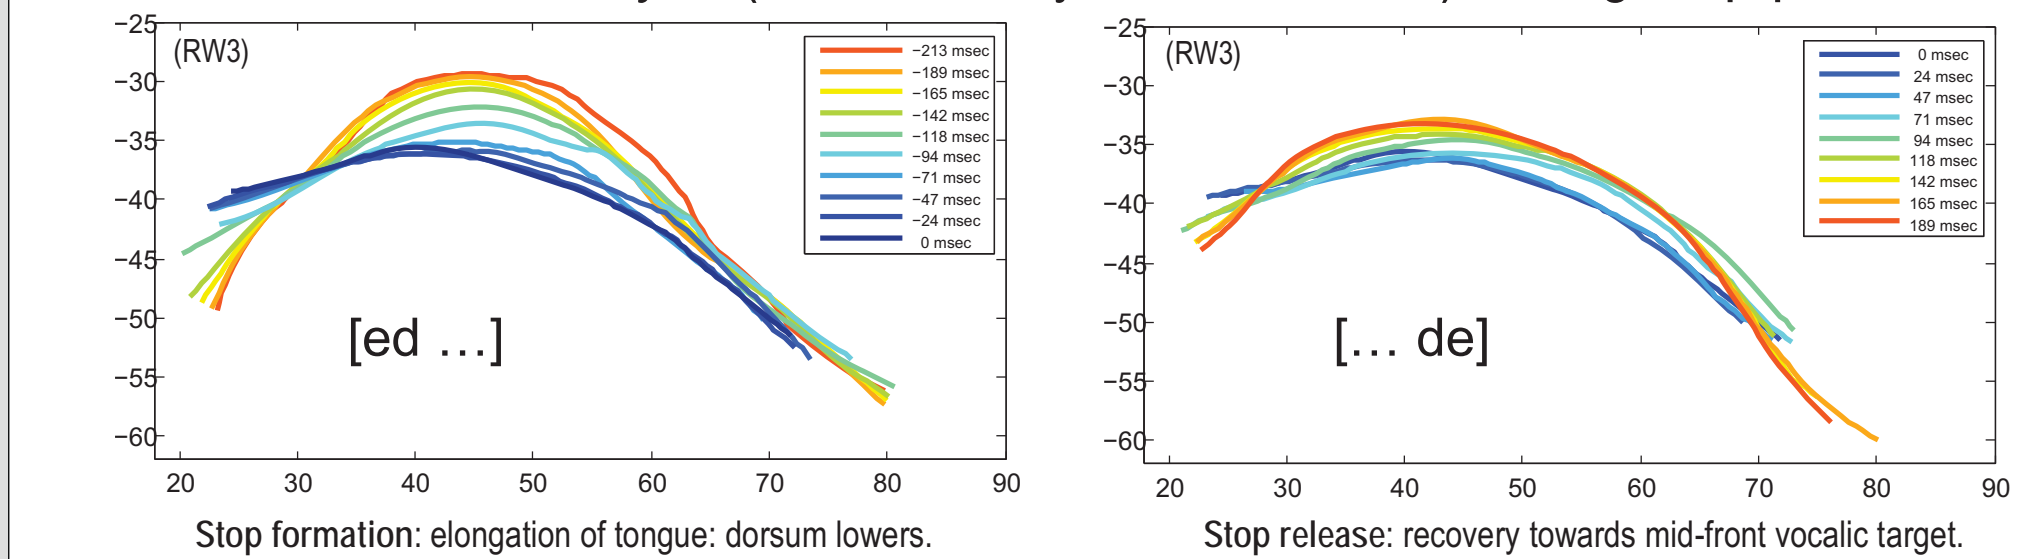 (RW3)
−25
−30
−35
−40
−45
−50
−55
−60
20 30 40 50 60 70 80 90
−213 msec
−189 msec
−165 msec
−142 msec
−118 msec
−94 msec
−71 msec
−47 msec
−24 msec
0 msec
[ed …]
Stop formation: elongation of tongue: dorsum lowers.
(RW3)
−25
−30
−35
−40
−45
−50
−55
−60
20 30 40 50 60 70 80 90
0 msec
24 msec
47 msec
71 msec
94 msec
118 msec
142 msec
165 msec
189 msec
[… de]
Stop release: recovery towards mid-front vocalic target.